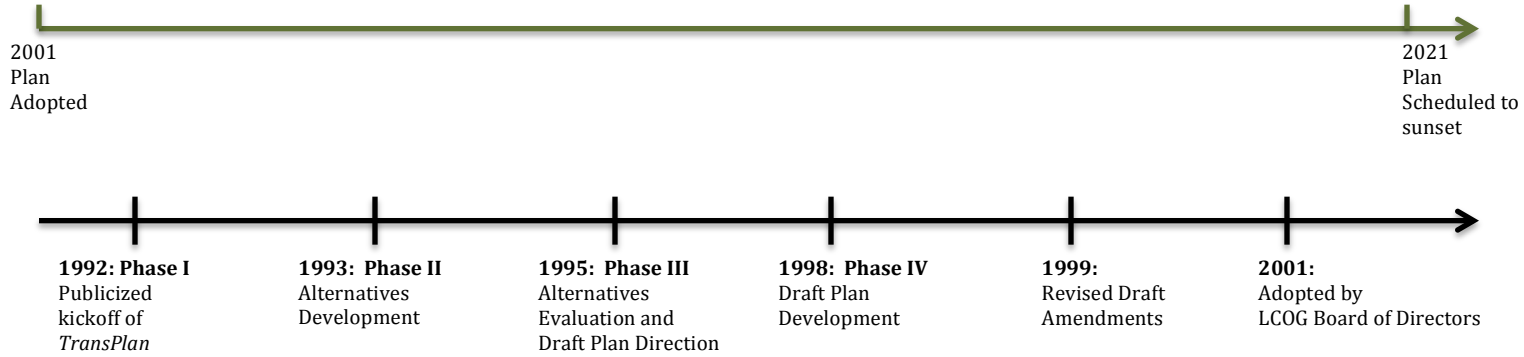 2001
Plan
Adopted
2021
Plan
Scheduled to
sunset
1992: Phase I
Publicized
kickoff of
TransPlan
1993: Phase II
Alternatives
Development
1995: Phase III
Alternatives
Evaluation and
Draft Plan Direction
1998: Phase IV
Draft Plan
Development
1999:
Revised Draft
Amendments
2001:
Adopted by
LCOG Board of Directors